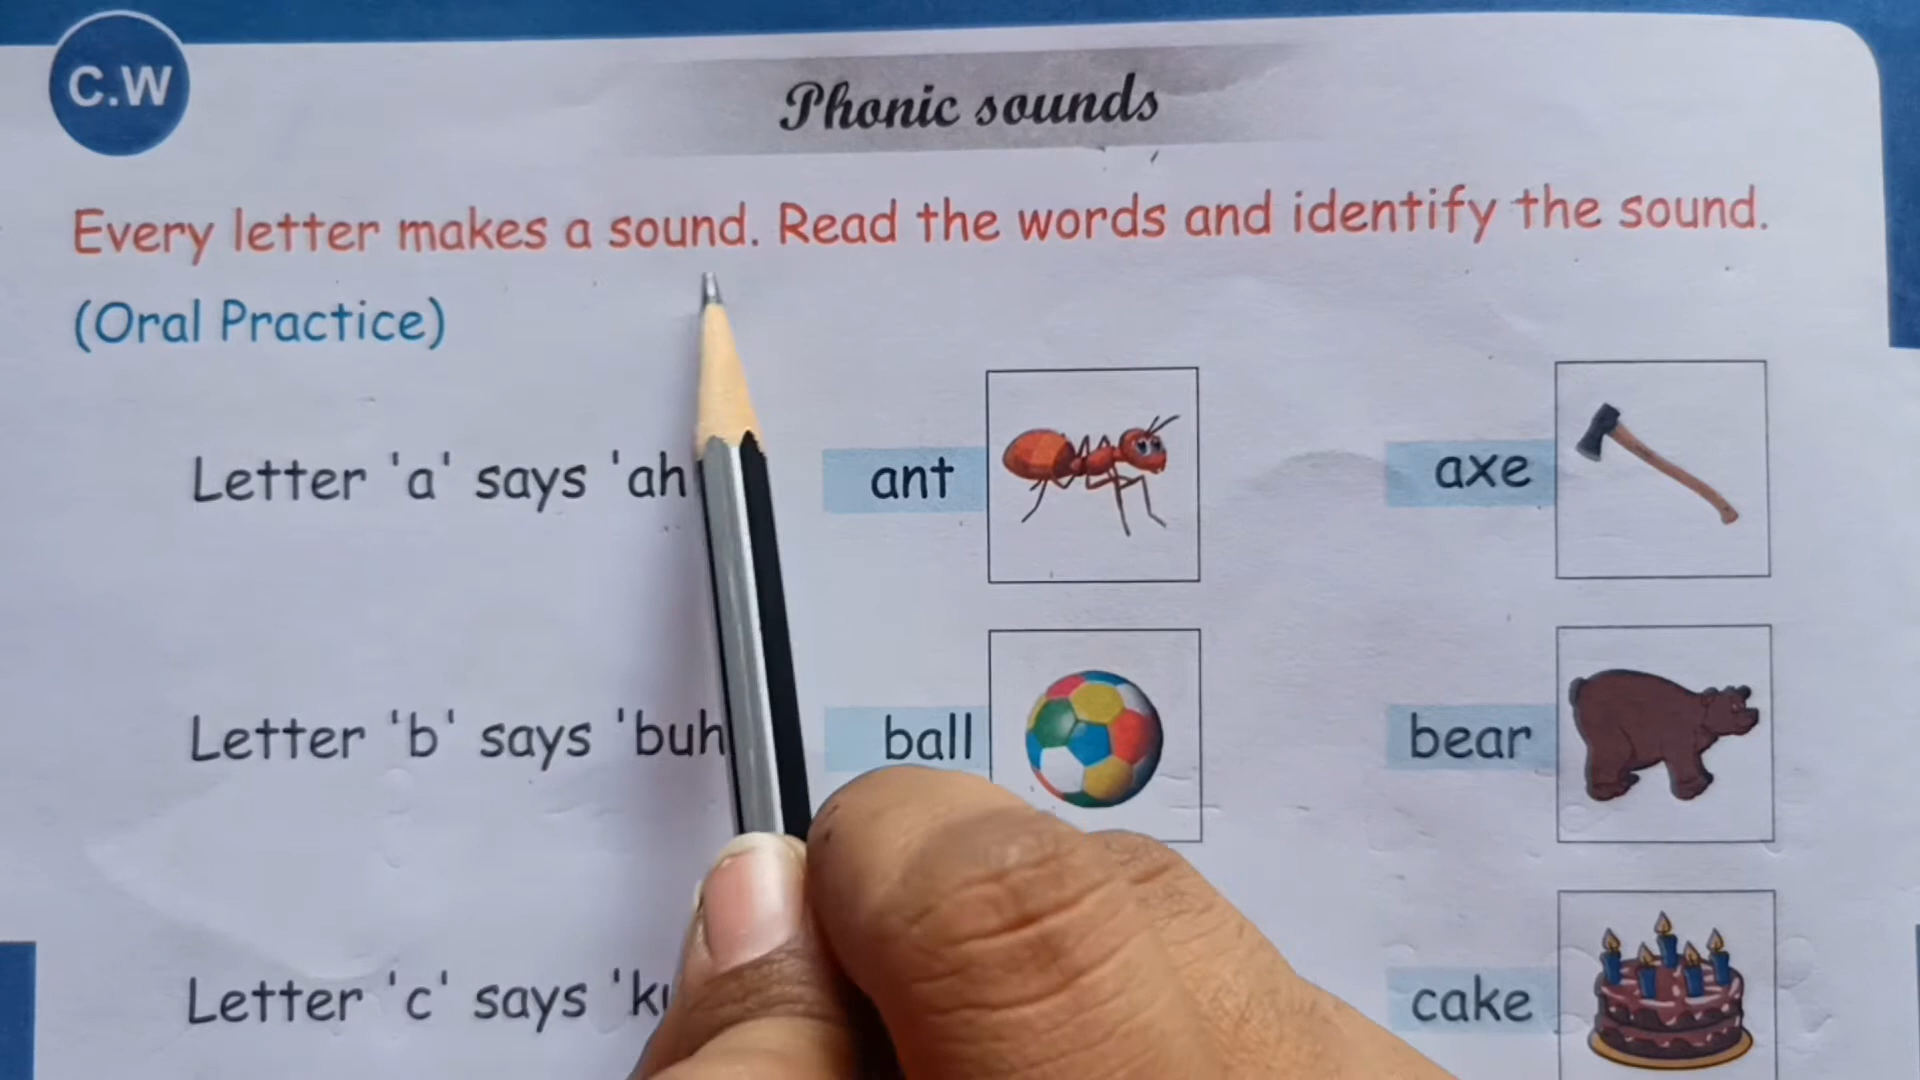 C.W
Phonic sounds
Every letter makes a sound. Read the words and identify the sound.
(Oral Practice)
Letter 'a' says 'ah ant axe
Letter 'b' says 'buh ball bear
Letter 'c' says cake